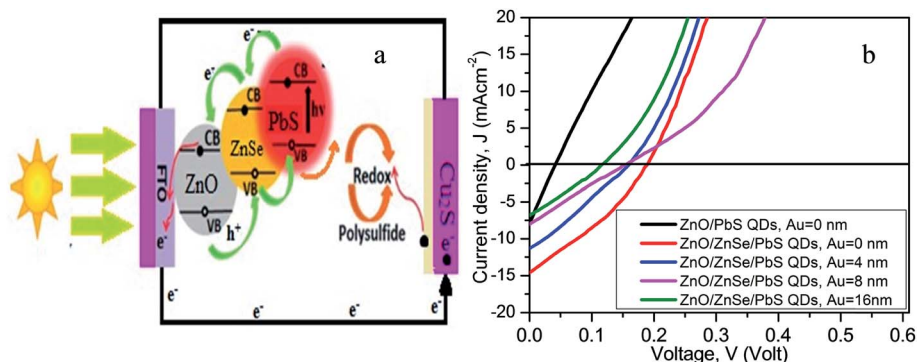 a
e⁻
e⁻
CB
CB
hν
PbS
CB
ZnSe
VB
ZnO
VB
VB
h⁺
FTO
e⁻
Redox
Polysulfide
Cu₂S
e⁻
e⁻
e⁻
e⁻
e⁻
b
Current density, J (mAcm⁻²)
20
15
10
5
0
-5
-10
-15
-20
ZnO/PbS QDs, Au=0 nm
ZnO/ZnSe/PbS QDs, Au=0 nm
ZnO/ZnSe/PbS QDs, Au=4 nm
ZnO/ZnSe/PbS QDs, Au=8 nm
ZnO/ZnSe/PbS QDs, Au=16nm
0.0 0.1 0.2 0.3 0.4 0.5 0.6
Voltage, V (Volt)